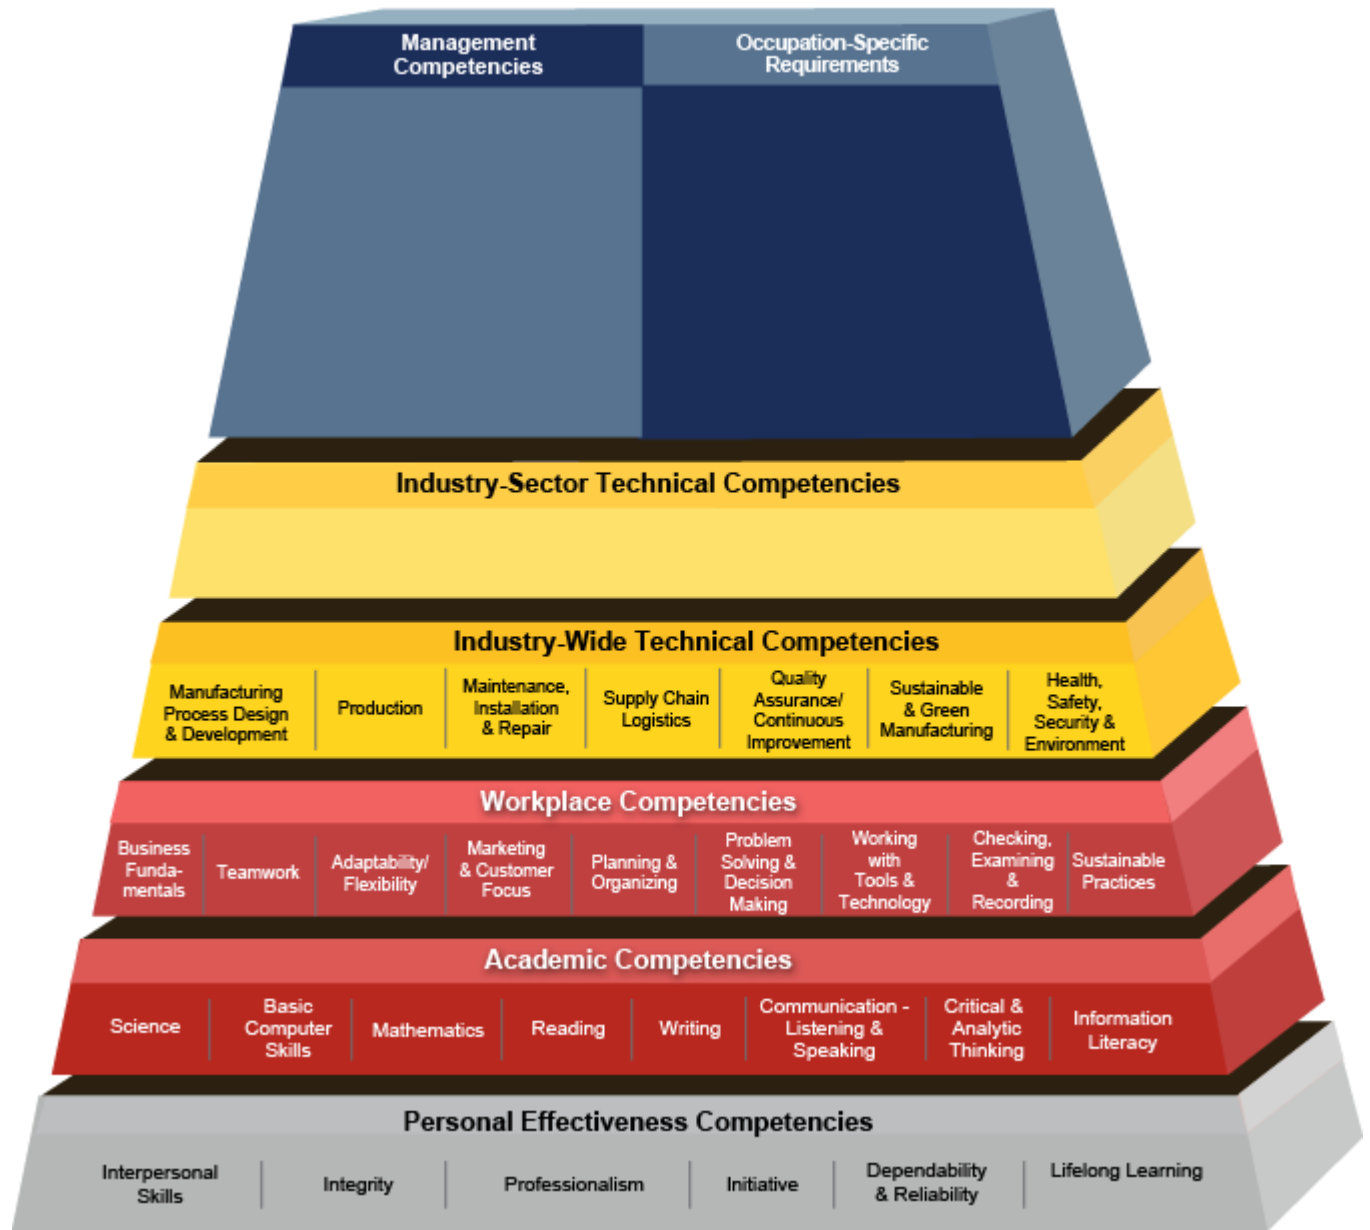 Management
Competencies
Occupation-Specific
Requirements
Industry-Sector Technical Competencies
Industry-Wide Technical Competencies
Manufacturing
Process Design
& Development
Production
Maintenance,
Installation
& Repair
Supply Chain
Logistics
Quality
Assurance/
Continuous
Improvement
Sustainable
& Green
Manufacturing
Health,
Safety,
Security &
Environment
Workplace Competencies
Business
Funda-
mentals
Teamwork
Adaptability/
Flexibility
Marketing
& Customer
Focus
Planning &
Organizing
Problem
Solving &
Decision
Making
Working
with
Tools &
Technology
Checking,
Examining
&
Recording
Sustainable
Practices
Academic Competencies
Science
Basic
Computer
Skills
Mathematics
Reading
Writing
Communication -
Listening &
Speaking
Critical &
Analytic
Thinking
Information
Literacy
Personal Effectiveness Competencies
Interpersonal
Skills
Integrity
Professionalism
Initiative
Dependability
& Reliability
Lifelong Learning